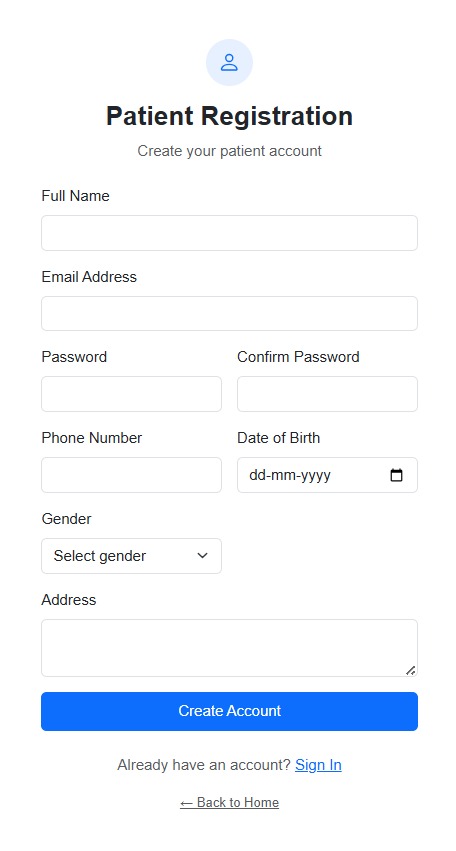 Patient Registration
Create your patient account
Full Name
Email Address
Password Confirm Password
Phone Number Date of Birth
dd-mm-yyyy
Gender
Select gender
Address
Create Account
Already have an account? Sign In
← Back to Home